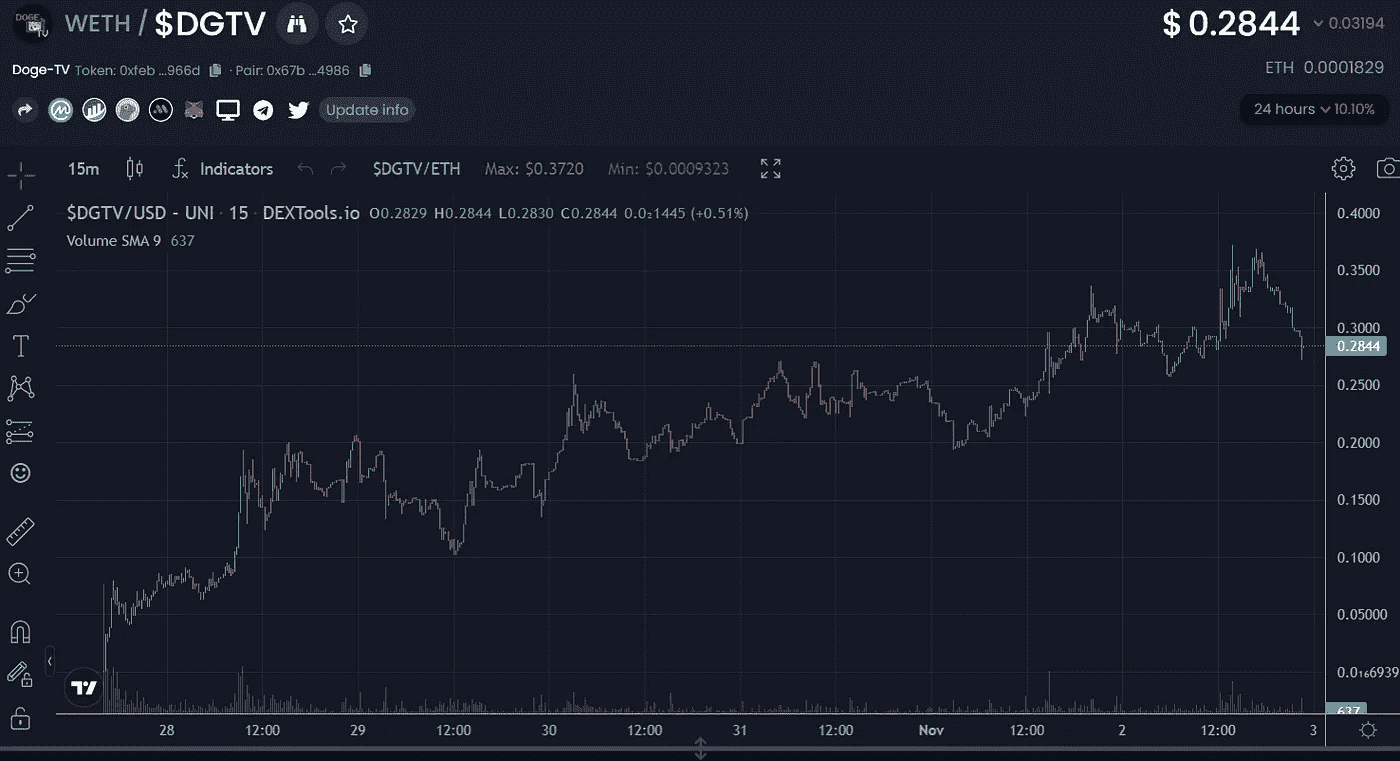 WETH / $DGTV
$ 0.2844 0.03194
Doge-TV Token: 0xfeb ...966d · Pair: 0x67b ...4986
ETH 0.0001829
Update info
24 hours 10.10%
15m Indicators $DGTV/ETH Max: $0.3720 Min: $0.0009323
$DGTV/USD - UNI · 15 · DEXTools.io O0.2829 H0.2844 L0.2830 C0.2844 0.0₂1445 (+0.51%)
Volume SMA 9 637
0.4000
0.3500
0.3000
0.2844
0.2500
0.2000
0.1500
0.1000
0.05000
0.0₁₆6939
637
28 12:00 29 12:00 30 12:00 31 12:00 Nov 12:00 2 12:00 3